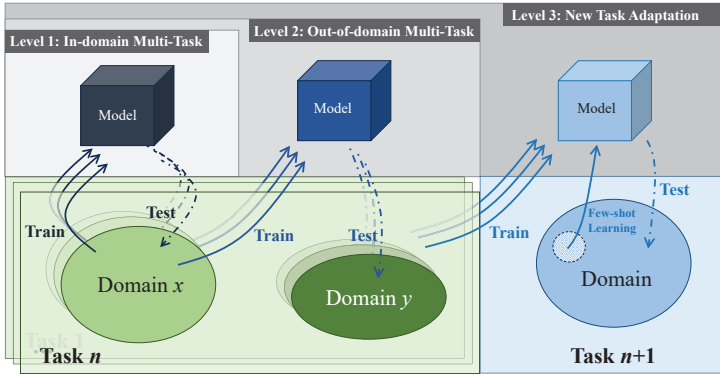 Level 1: In-domain Multi-Task
Level 2: Out-of-domain Multi-Task
Level 3: New Task Adaptation
Model
Model
Model
Train
Test
Train
Test
Train
Few-shot
Learning
Test
Domain x
Domain y
Domain
Task 1
Task n
Task n+1